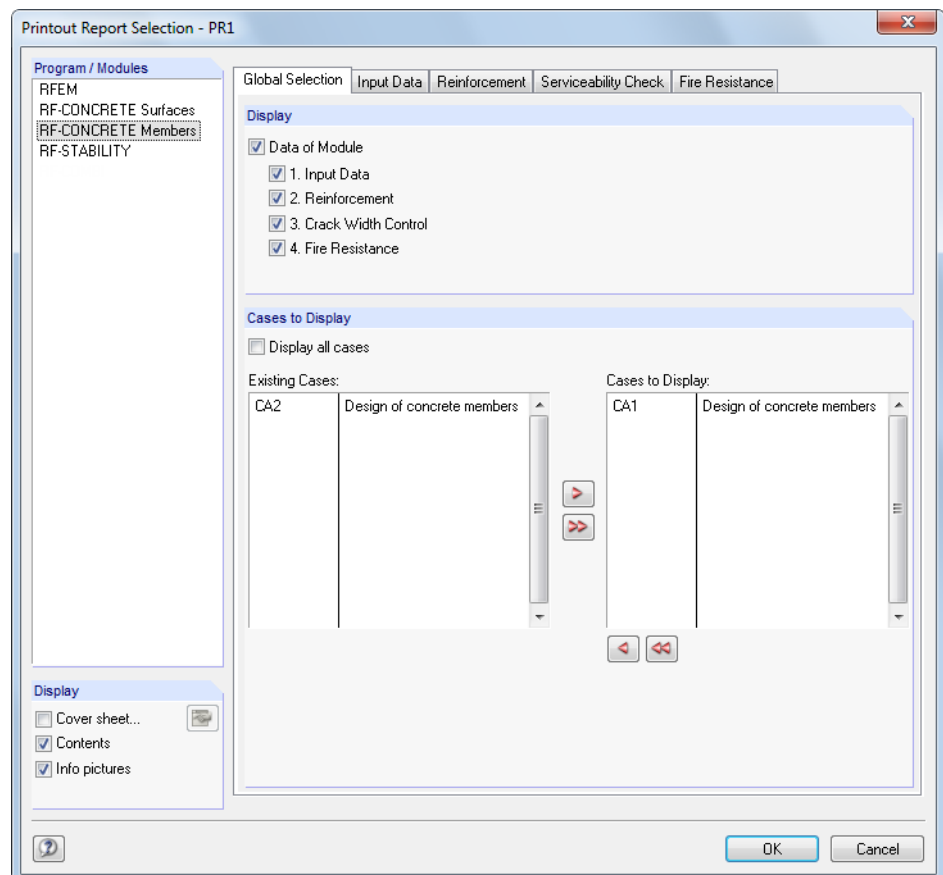 Printout Report Selection - PR1
Program / Modules
RFEM
RF-CONCRETE Surfaces
RF-CONCRETE Members
RF-STABILITY
Global Selection
Input Data
Reinforcement
Serviceability Check
Fire Resistance
Display
Data of Module
1. Input Data
2. Reinforcement
3. Crack Width Control
4. Fire Resistance
Cases to Display
Display all cases
Existing Cases:
CA2 Design of concrete members
Cases to Display:
CA1 Design of concrete members
Display
Cover sheet...
Contents
Info pictures
OK
Cancel